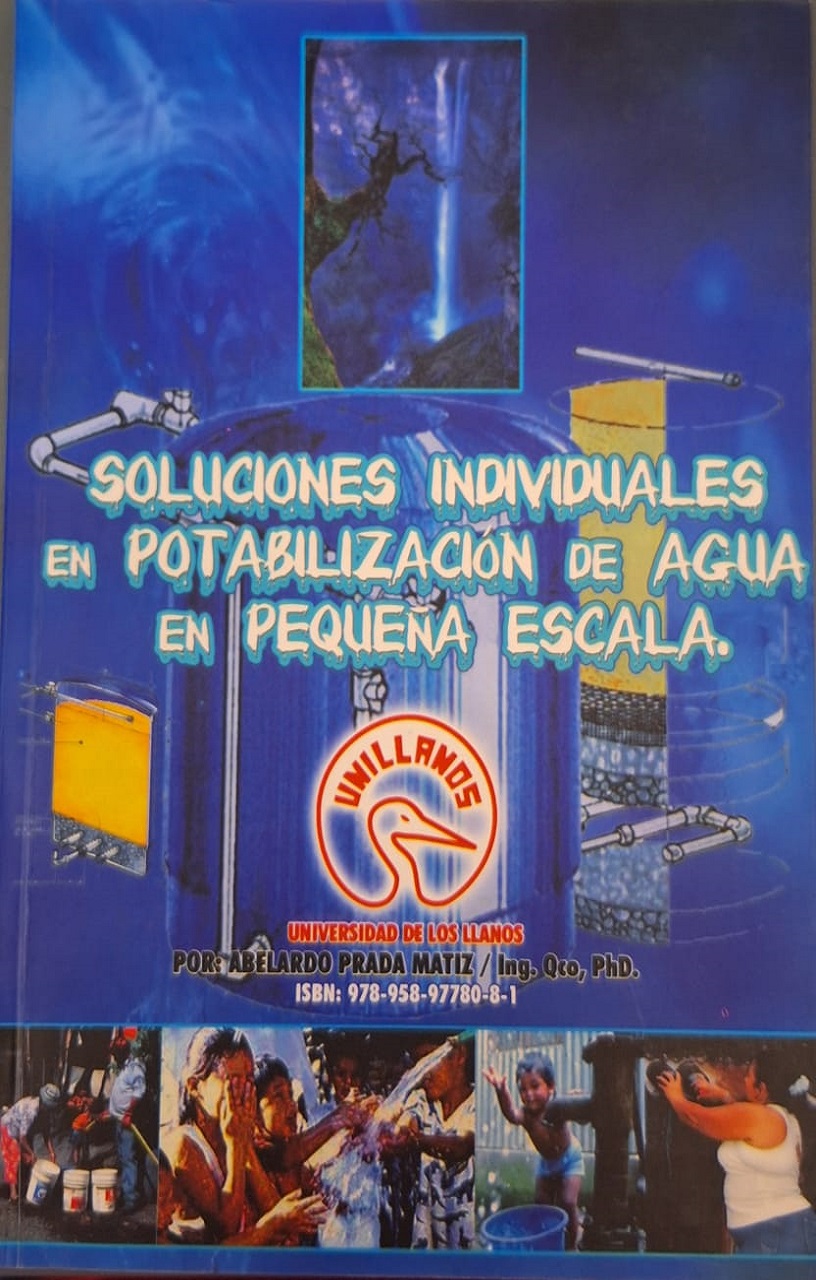 SOLUCIONES INDIVIDUALES
EN POTABILIZACIÓN DE AGUA
EN PEQUEÑA ESCALA.
UNILLANOS
UNIVERSIDAD DE LOS LLANOS
POR: ABELARDO PRADA MATIZ / Ing. Qco, PhD.
ISBN: 978-958-97780-8-1